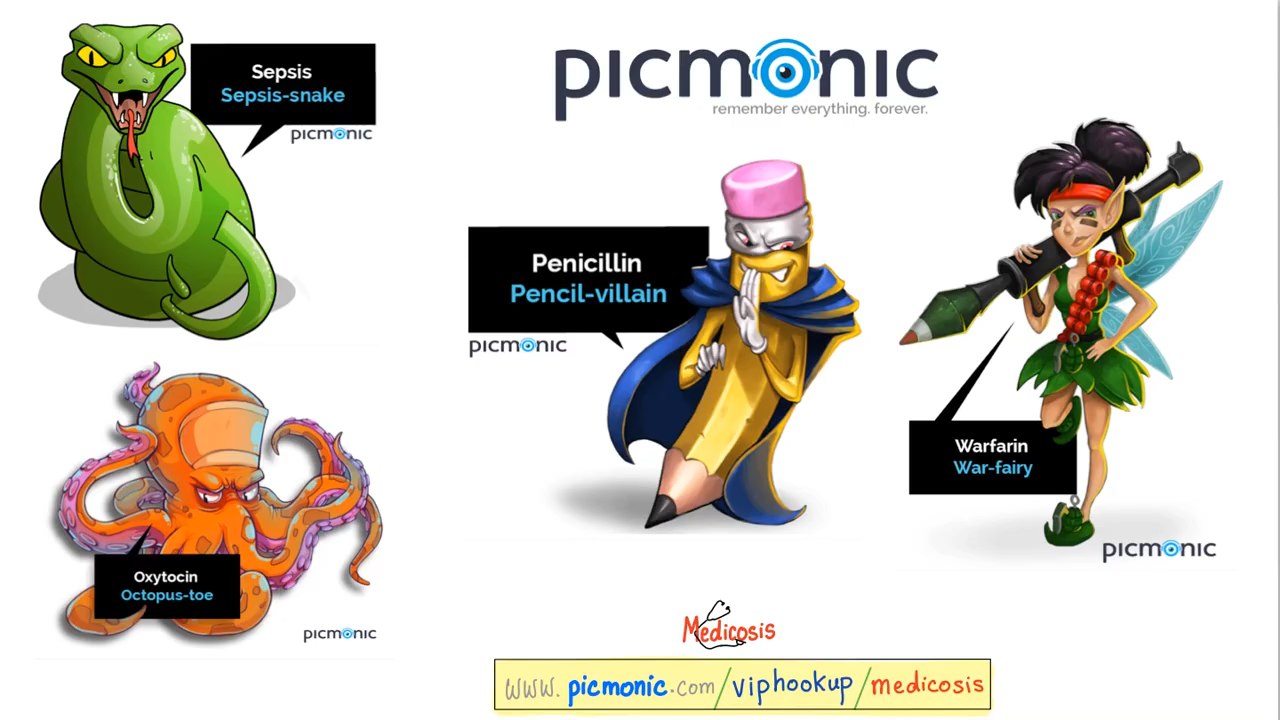 Sepsis
Sepsis-snake
picmonic
picmonic
remember everything. forever.
Penicillin
Pencil-villain
picmonic
Warfarin
War-fairy
picmonic
Oxytocin
Octopus-toe
picmonic
Medicosis
www.picmonic.com/viphookup/medicosis